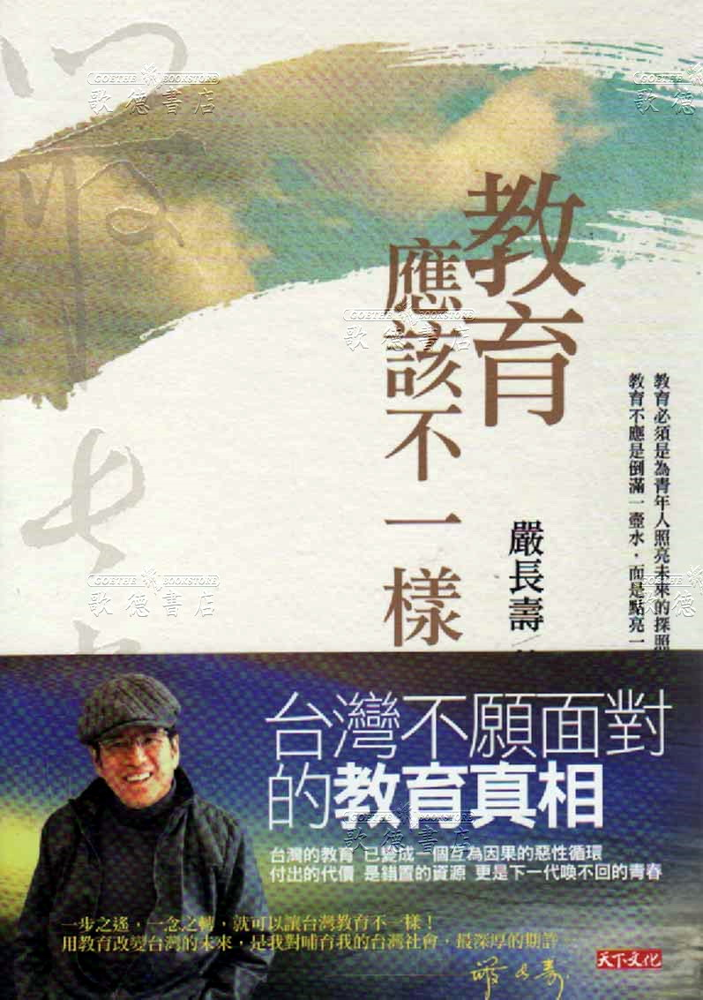 教育
應該不一樣
嚴長壽
教育必須是為青年人照亮未來的探照
教育不應是倒滿一壺水，而是點亮一
台灣不願面對
的教育真相
台灣的教育 已變成一個互為因果的惡性循環
付出的代價 是錯置的資源 更是下一代喚不回的青春
一步之遙，一念之轉，就可以讓台灣教育不一樣！
用教育改變台灣的未來，是我對哺育我的台灣社會，最深厚的期許
嚴長壽
天下文化
GOETHE BOOKSTORE
歌德書店
GOETHE BOOKSTORE
歌德書店
GOETHE BOOKSTORE
歌德書店
GOETHE BOOKSTORE
歌德書店
歌德書店